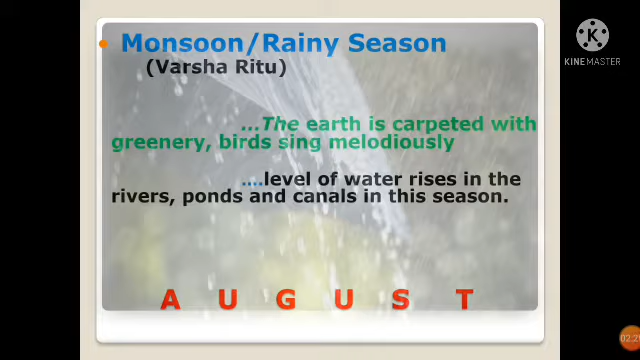 Monsoon/Rainy Season
(Varsha Ritu)
...The earth is carpeted with
greenery, birds sing melodiously
....level of water rises in the
rivers, ponds and canals in this season.
A U G U S T
K
KINEMASTER